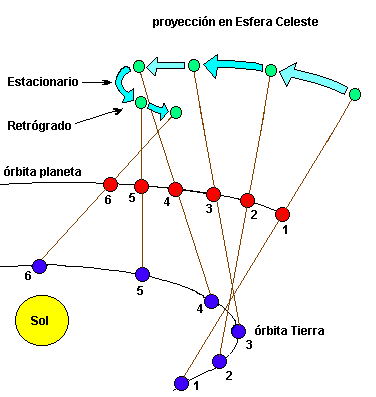 proyección en Esfera Celeste
Estacionario
Retrógrado
órbita planeta
6
5
4
3
2
1
6
5
4
3
2
1
órbita Tierra
Sol